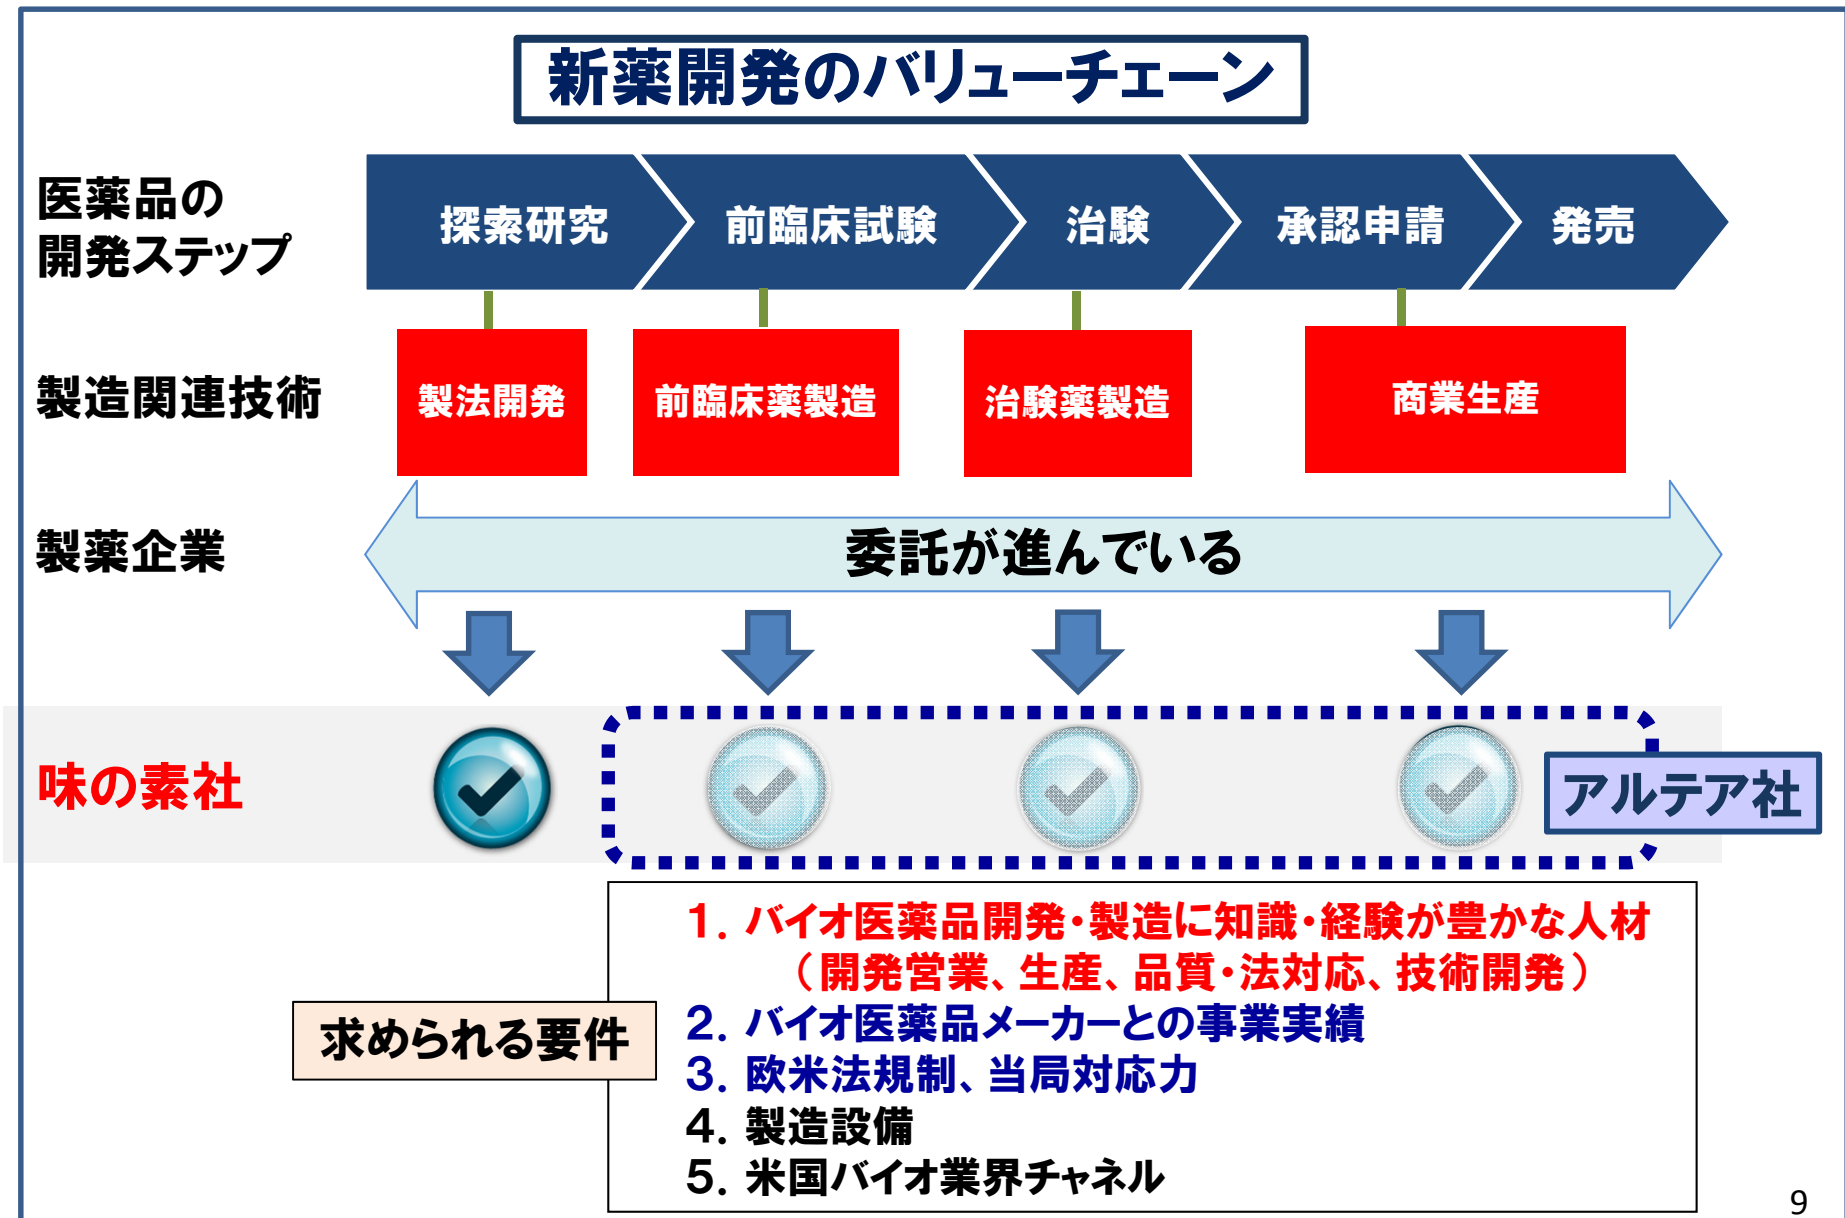 新薬開発のバリューチェーン
医薬品の
開発ステップ
探索研究
前臨床試験
治験
承認申請
発売
製造関連技術
製法開発
前臨床薬製造
治験薬製造
商業生産
製薬企業
委託が進んでいる
味の素社
アルテア社
求められる要件
1. バイオ医薬品開発・製造に知識・経験が豊かな人材
（開発営業、生産、品質・法対応、技術開発）
2. バイオ医薬品メーカーとの事業実績
3. 欧米法規制、当局対応力
4. 製造設備
5. 米国バイオ業界チャネル
9